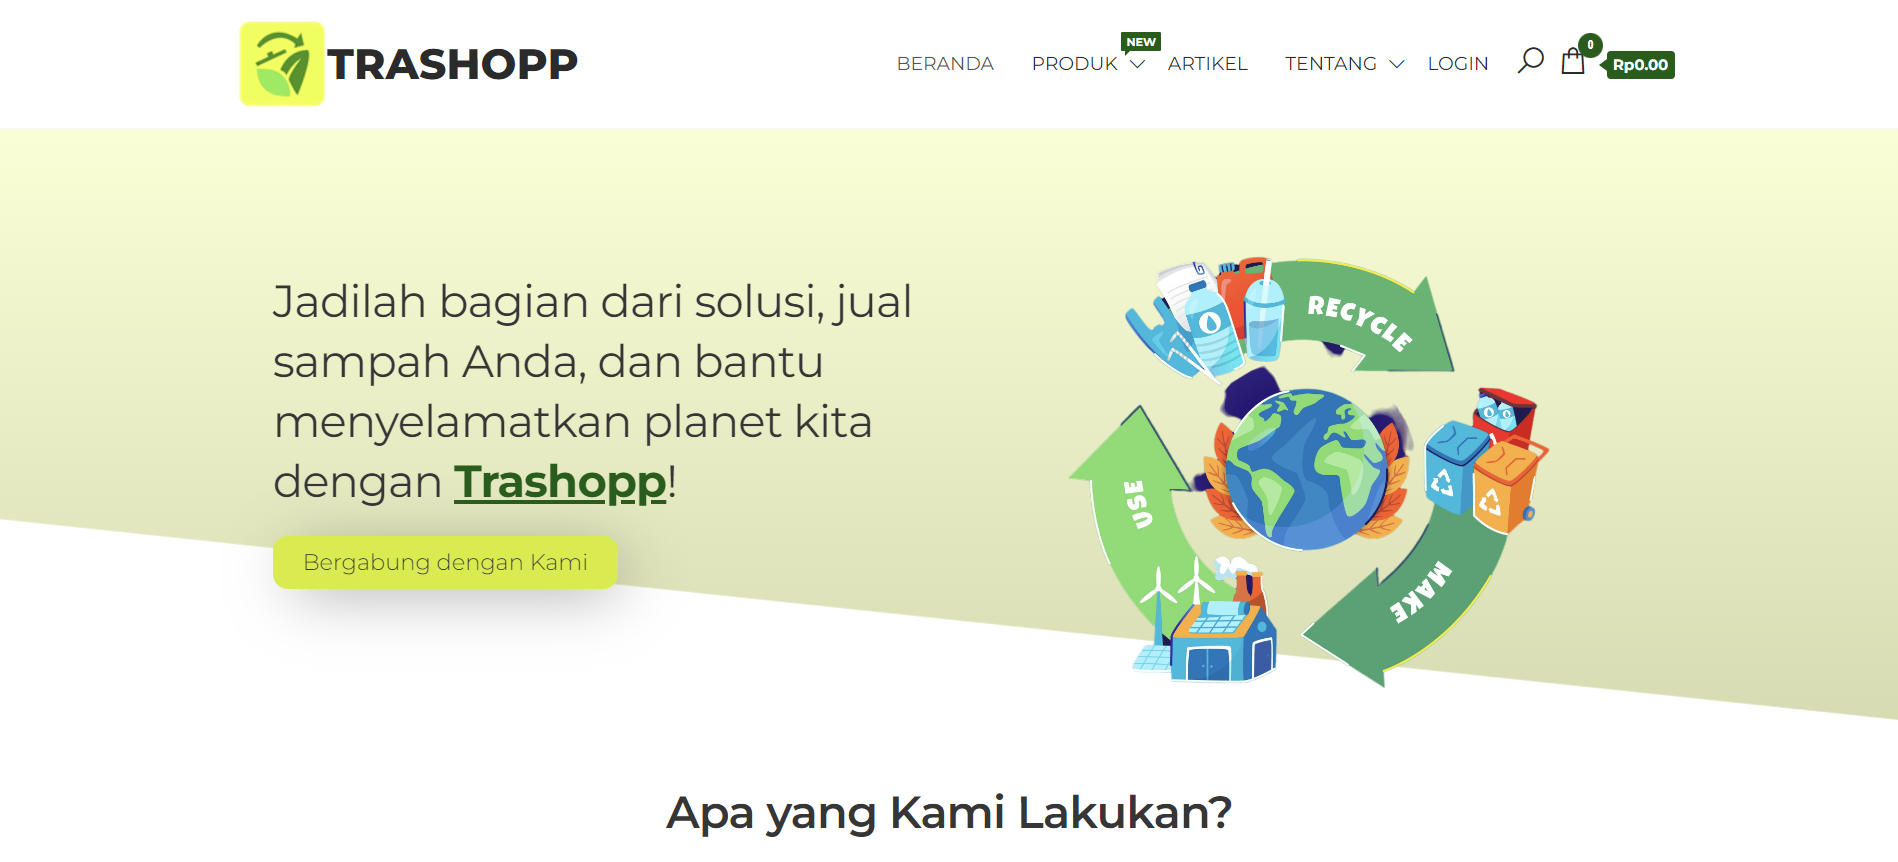 TRASHOPP
BERANDA
PRODUK
NEW
ARTIKEL
TENTANG
LOGIN
0
Rp0.00
Jadilah bagian dari solusi, jual
sampah Anda, dan bantu
menyelamatkan planet kita
dengan Trashopp!
Bergabung dengan Kami
RECYCLE
USE
MAKE
Apa yang Kami Lakukan?